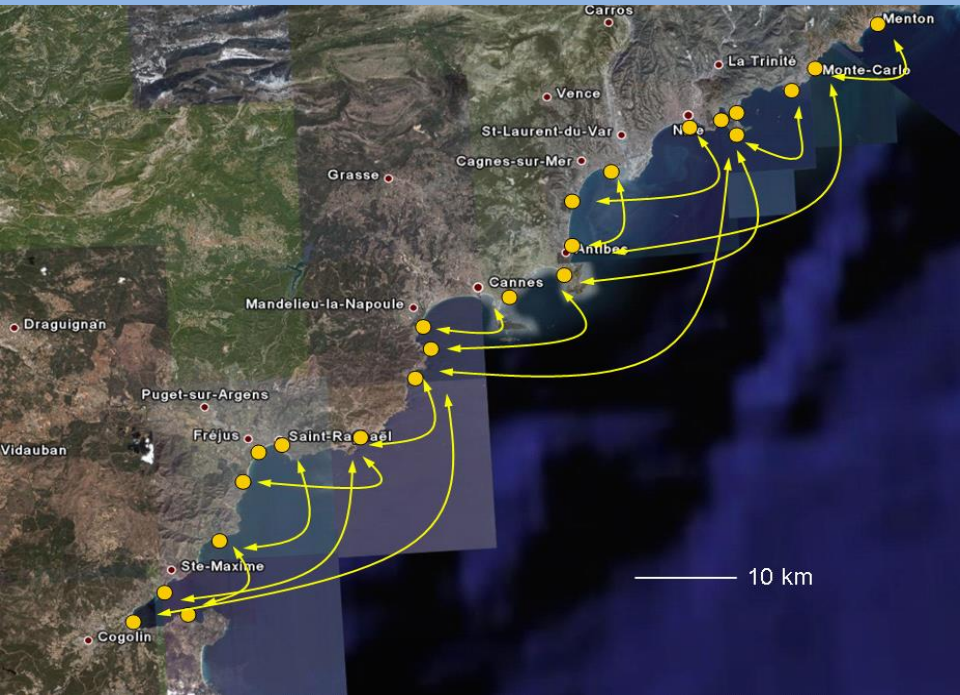 Carros
Menton
La Trinité
Monte-Carlo
Vence
St-Laurent-du-Var
Nice
Cagnes-sur-Mer
Grasse
Antibes
Cannes
Mandelieu-la-Napoule
Draguignan
Puget-sur-Argens
Fréjus
Saint-Raphaël
Vidauban
Ste-Maxime
10 km
Cogolin